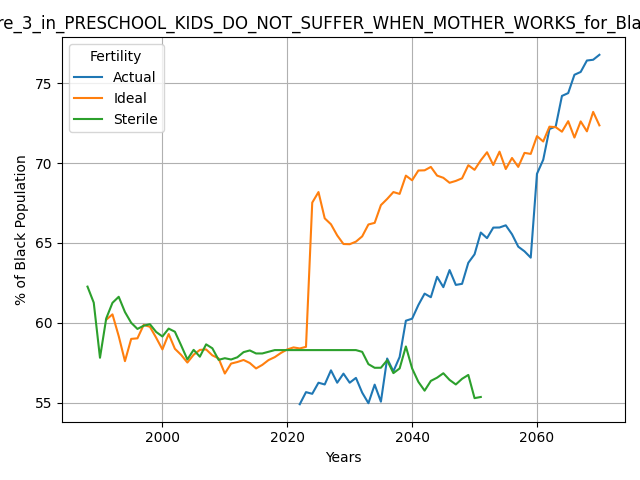 re_3_in_PRESCHOOL_KIDS_DO_NOT_SUFFER_WHEN_MOTHER_WORKS_for_Bla
Fertility
Actual
Ideal
Sterile
% of Black Population
75
70
65
60
55
2000
2020
2040
2060
Years